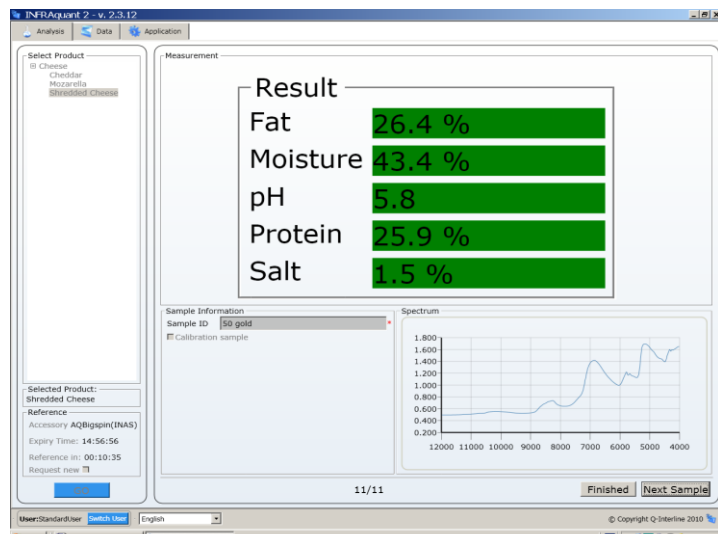 INFRAquant 2 - v. 2.3.12
Analysis Data Application
Select Product
Cheese
Cheddar
Mozarella
Shredded Cheese
Measurement
Result
Fat 26.4 %
Moisture 43.4 %
pH 5.8
Protein 25.9 %
Salt 1.5 %
Sample Information
Sample ID 50 gold *
Calibration sample
Spectrum
1.800
1.600
1.400
1.200
1.000
0.800
0.600
0.400
0.200
12000 11000 10000 9000 8000 7000 6000 5000 4000
Selected Product:
Shredded Cheese
Reference
Accessory AQBigspin(INAS)
Expiry Time: 14:56:56
Reference in: 00:10:35
Request new
11/11
Finished Next Sample
User:StandardUser Switch User English
© Copyright Q-Interline 2010